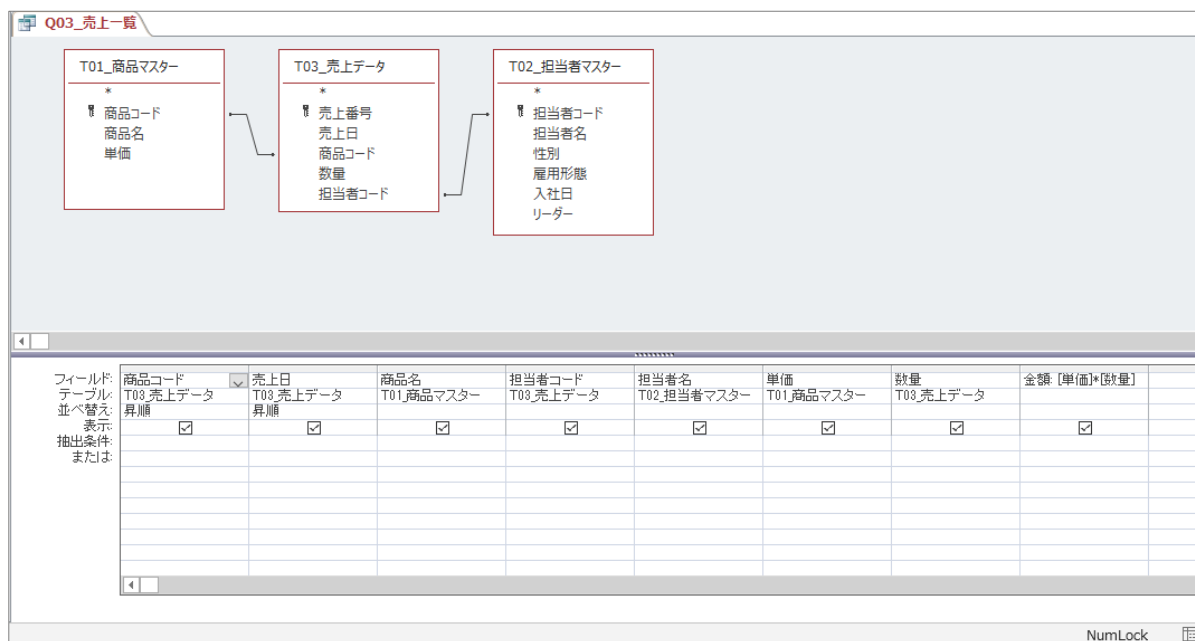 Q03_売上一覧
T01_商品マスター
*
商品コード
商品名
単価
T03_売上データ
*
売上番号
売上日
商品コード
数量
担当者コード
T02_担当者マスター
*
担当者コード
担当者名
性別
雇用形態
入社日
リーダー
フィールド: 商品コード 売上日 商品名 担当者コード 担当者名 単価 数量 金額: [単価]*[数量]
テーブル: T03_売上データ T03_売上データ T01_商品マスター T03_売上データ T02_担当者マスター T01_商品マスター T03_売上データ
並べ替え: 昇順 昇順
表示:
抽出条件:
または:
NumLock